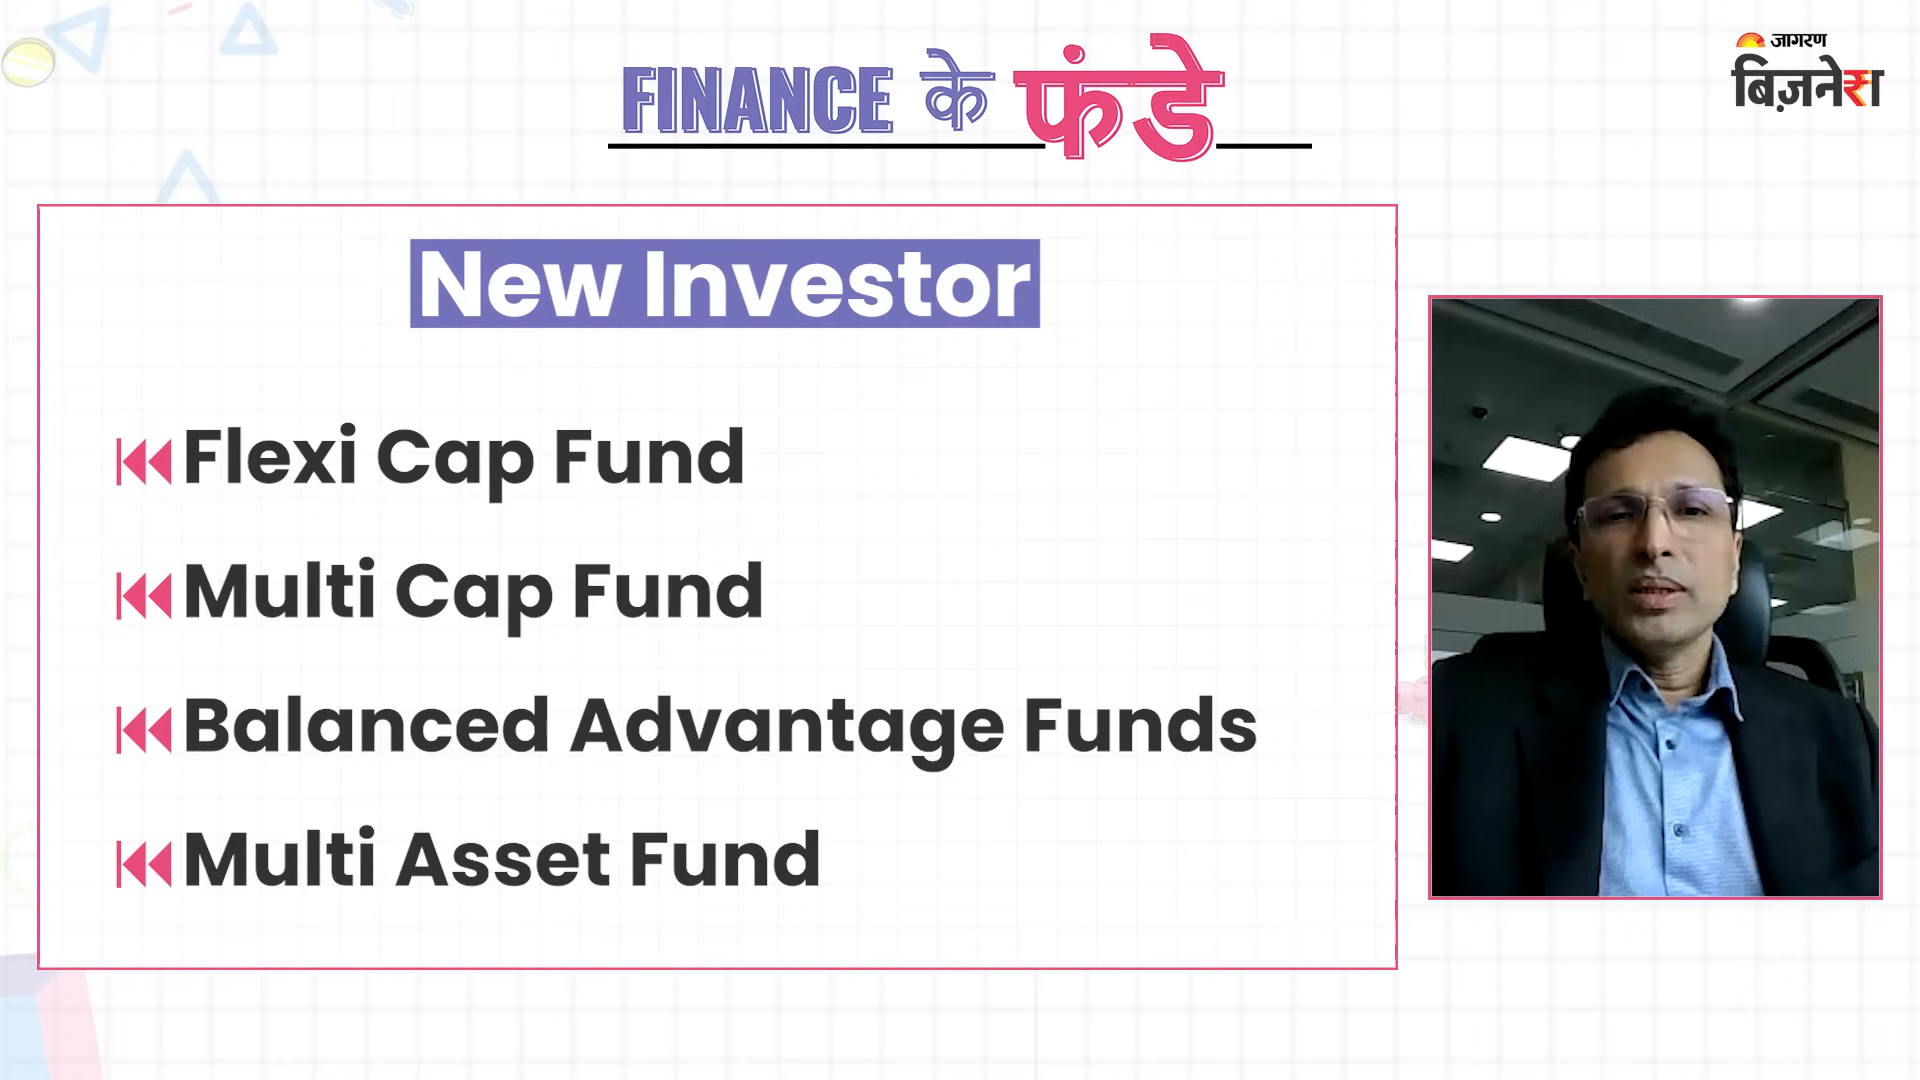 FINANCE के फंडे
जागरण
बिज़नेस
New Investor
Flexi Cap Fund
Multi Cap Fund
Balanced Advantage Funds
Multi Asset Fund